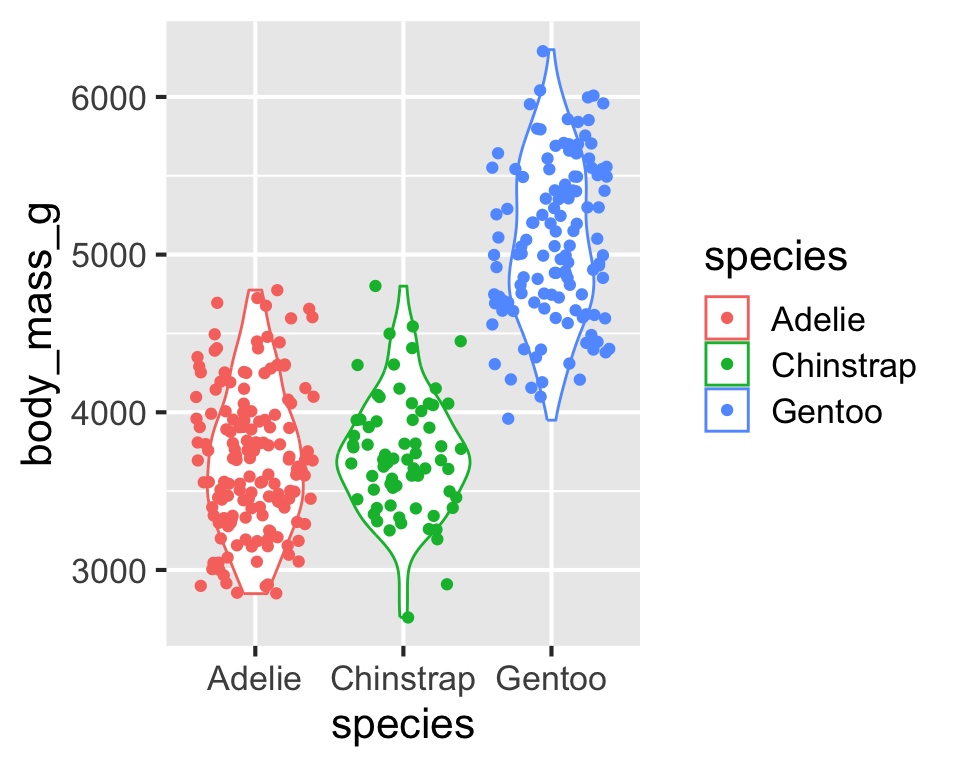 body_mass_g
6000
5000
4000
3000
Adelie
Chinstrap
Gentoo
species
species
Adelie
Chinstrap
Gentoo